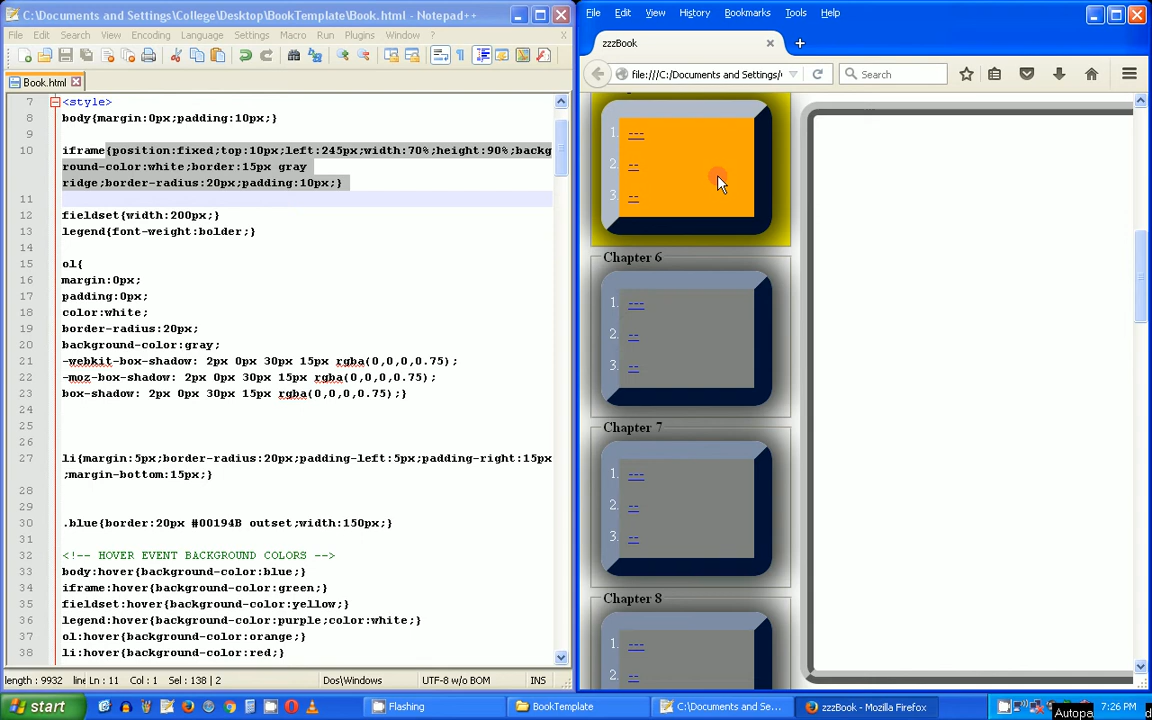 C:\Documents and Settings\College\Desktop\BookTemplate\Book.html - Notepad++
File Edit Search View Encoding Language Settings Macro Run Plugins Window ?
X
Book.html
7 <style>
8 body{margin:0px;padding:10px;}
9
10 iframe{position:fixed;top:10px;left:245px;width:70%;height:90%;backg
round-color:white;border:15px gray
ridge;border-radius:20px;padding:10px;}
11
12 fieldset{width:200px;}
13 legend{font-weight:bolder;}
14
15 ol{
16 margin:0px;
17 padding:0px;
18 color:white;
19 border-radius:20px;
20 background-color:gray;
21 -webkit-box-shadow: 2px 0px 30px 15px rgba(0,0,0,0.75);
22 -moz-box-shadow: 2px 0px 30px 15px rgba(0,0,0,0.75);
23 box-shadow: 2px 0px 30px 15px rgba(0,0,0,0.75);}
24
25
26
27 li{margin:5px;border-radius:20px;padding-left:5px;padding-right:15px
;margin-bottom:15px;}
28
29
30 .blue{border:20px #00194B outset;width:150px;}
31
32 <!-- HOVER EVENT BACKGROUND COLORS -->
33 body:hover{background-color:blue;}
34 iframe:hover{background-color:green;}
35 fieldset:hover{background-color:yellow;}
36 legend:hover{background-color:purple;color:white;}
37 ol:hover{background-color:orange;}
38 li:hover{background-color:red;}
length : 9932 line Ln : 11 Col : 1 Sel : 138 | 2 Dos\Windows UTF-8 w/o BOM INS
File Edit View History Bookmarks Tools Help
zzzBook
file:///C:/Documents and Settings/
Search
1. ---
2 --
3. --
Chapter 6
1. ---
2. --
3. --
Chapter 7
1. ---
2. --
3. --
Chapter 8
1. ---
2. --
start
Flashing
BookTemplate
C:\Documents and Se...
zzzBook - Mozilla Firefox
7:26 PM